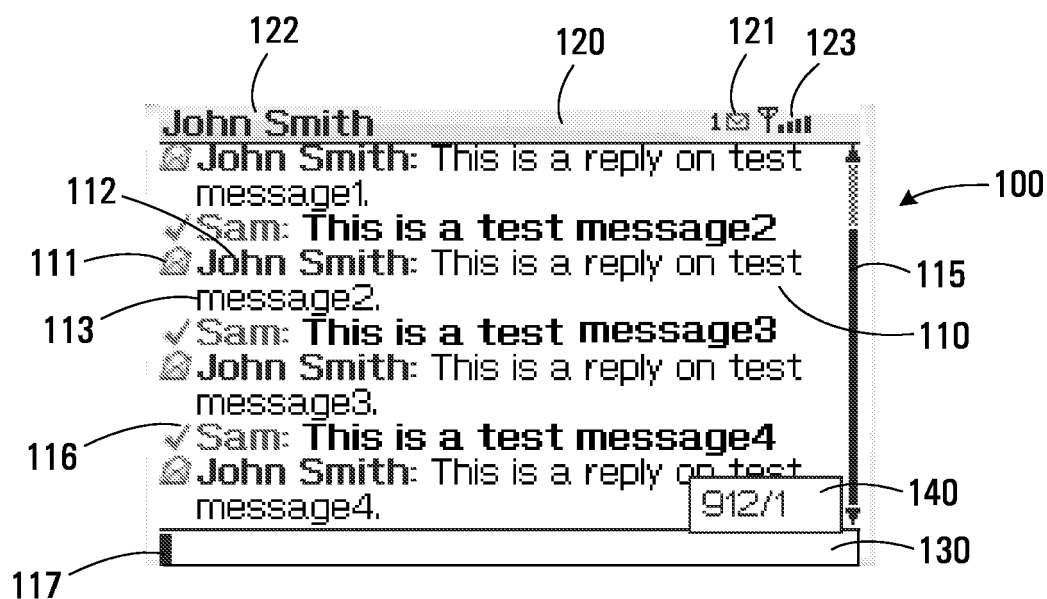 122 120 121 123
John Smith 1
John Smith: This is a reply on test
message1.
100
112
Sam: This is a test message2
111 John Smith: This is a reply on test
115
message2.
113
Sam: This is a test message3
110
John Smith: This is a reply on test
message3.
Sam: This is a test message4
116
John Smith: This is a reply on test
140
912/1
message4.
130
117